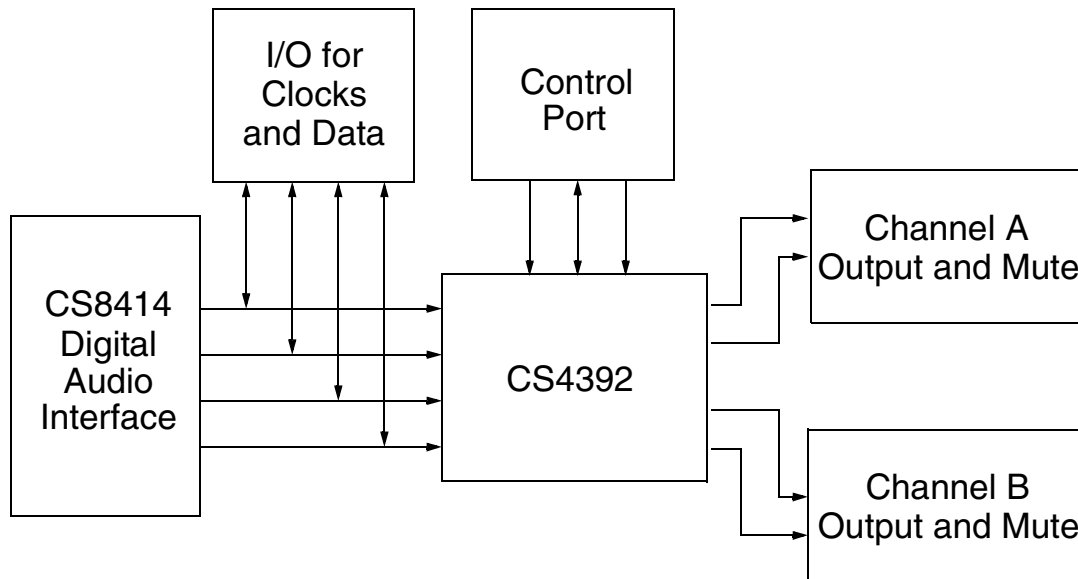 I/O for
Clocks
and Data
Control
Port
CS8414
Digital
Audio
Interface
CS4392
Channel A
Output and Mute
Channel B
Output and Mute